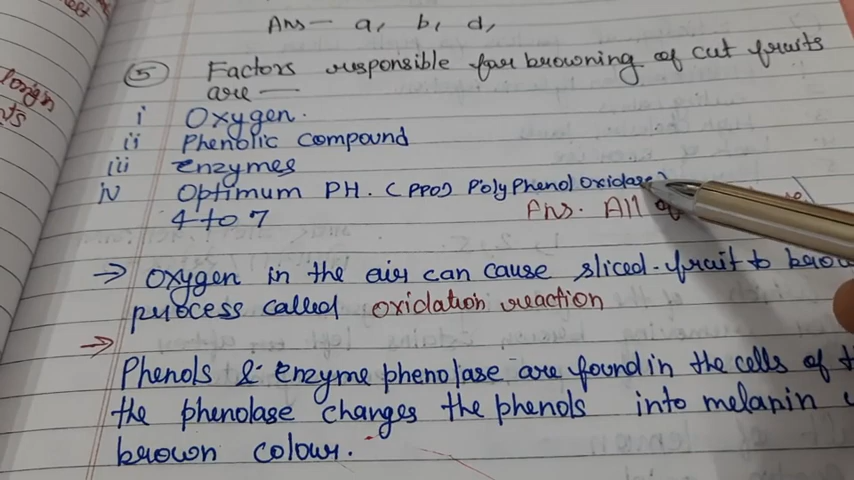 Ans — a, b, d,
5 Factors responsible for browning of cut fruits
are —
i Oxygen.
ii Phenolic compound
iii Enzymes
iv Optimum PH. (PPO) Poly Phenol Oxidase)
4 to 7 Ans. All of
→ Oxygen in the air can cause sliced-fruit to brow
process called oxidation reaction
→
Phenols & Enzyme phenolase are found in the cells of
the phenolase changes the phenols into melanin
brown colour.